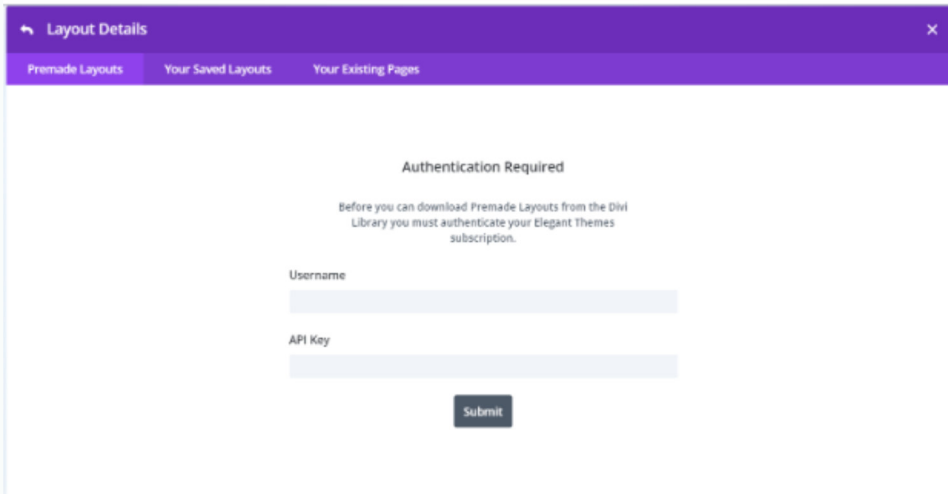 Layout Details
Premade Layouts Your Saved Layouts Your Existing Pages
Authentication Required
Before you can download Premade Layouts from the Divi
Library you must authenticate your Elegant Themes
subscription.
Username
API Key
Submit